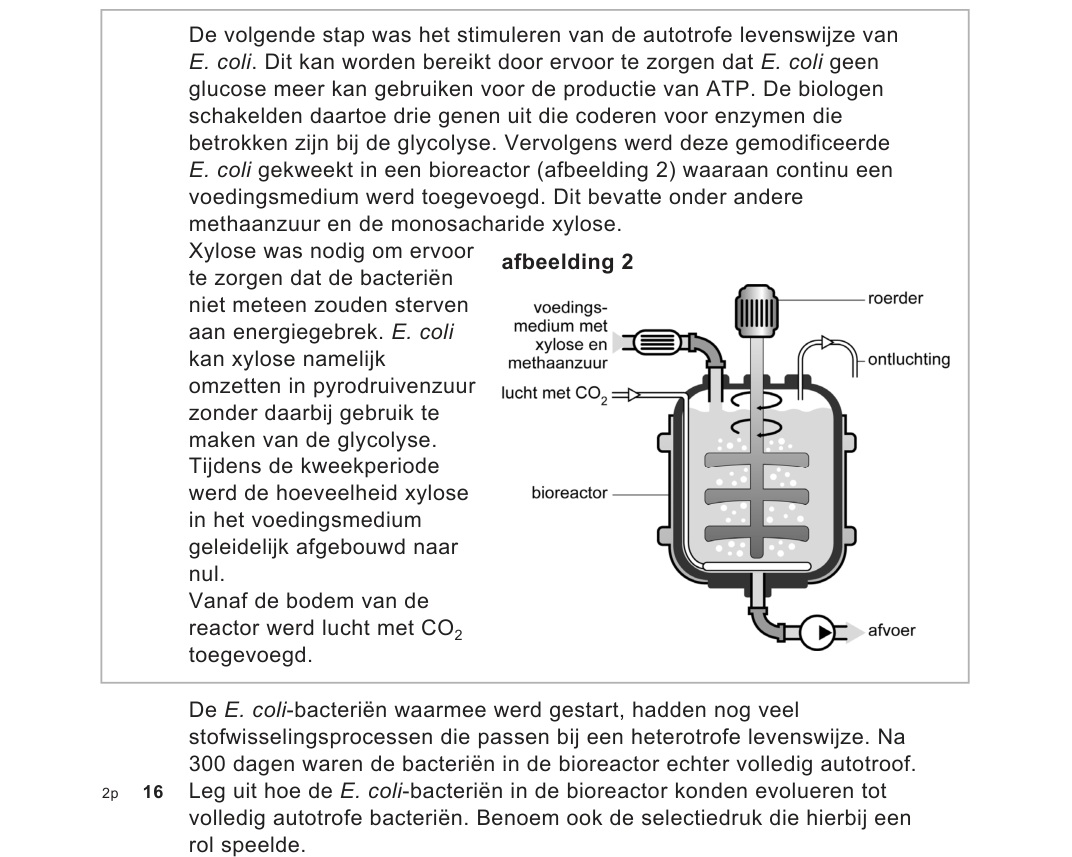 De volgende stap was het stimuleren van de autotrofe levenswijze van
E. coli. Dit kan worden bereikt door ervoor te zorgen dat E. coli geen
glucose meer kan gebruiken voor de productie van ATP. De biologen
schakelden daartoe drie genen uit die coderen voor enzymen die
betrokken zijn bij de glycolyse. Vervolgens werd deze gemodificeerde
E. coli gekweekt in een bioreactor (afbeelding 2) waaraan continu een
voedingsmedium werd toegevoegd. Dit bevatte onder andere
methaanzuur en de monosacharide xylose.
Xylose was nodig om ervoor
te zorgen dat de bacteriën
niet meteen zouden sterven
aan energiegebrek. E. coli
kan xylose namelijk
omzetten in pyrodruivenzuur
zonder daarbij gebruik te
maken van de glycolyse.
Tijdens de kweekperiode
werd de hoeveelheid xylose
in het voedingsmedium
geleidelijk afgebouwd naar
nul.
Vanaf de bodem van de
reactor werd lucht met CO2
toegevoegd.
afbeelding 2
voedings-
medium met
xylose en
methaanzuur
lucht met CO2
bioreactor
roerder
ontluchting
afvoer
De E. coli-bacteriën waarmee werd gestart, hadden nog veel
stofwisselingsprocessen die passen bij een heterotrofe levenswijze. Na
300 dagen waren de bacteriën in de bioreactor echter volledig autotroof.
2p 16 Leg uit hoe de E. coli-bacteriën in de bioreactor konden evolueren tot
volledig autotrofe bacteriën. Benoem ook de selectiedruk die hierbij een
rol speelde.